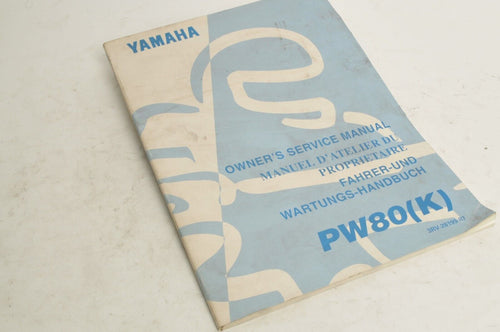 YAMAHA
OWNER'S SERVICE MANUAL
MANUEL D'ATELIER DU
PROPRIETAIRE
FAHRER-UND
WARTUNGS-HANDBUCH
PW80(K)